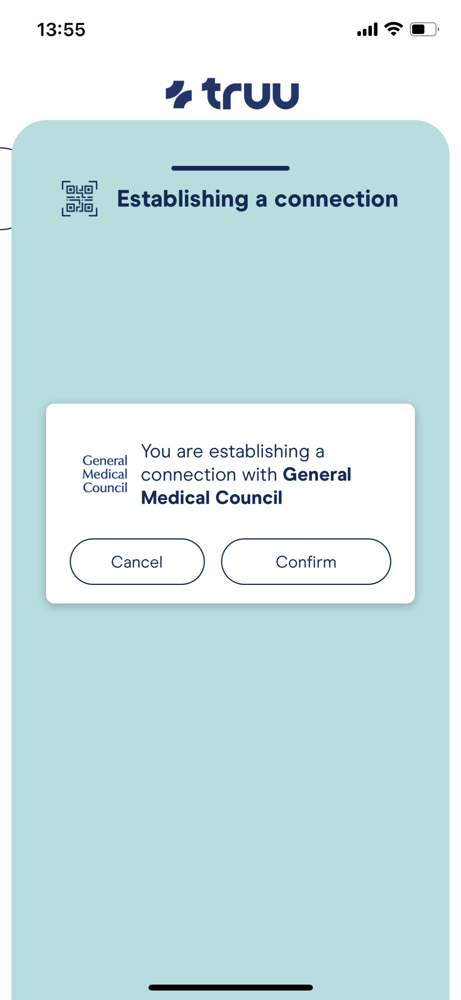 13:55
truu
Establishing a connection
General
Medical
Council
You are establishing a
connection with General
Medical Council
Cancel
Confirm